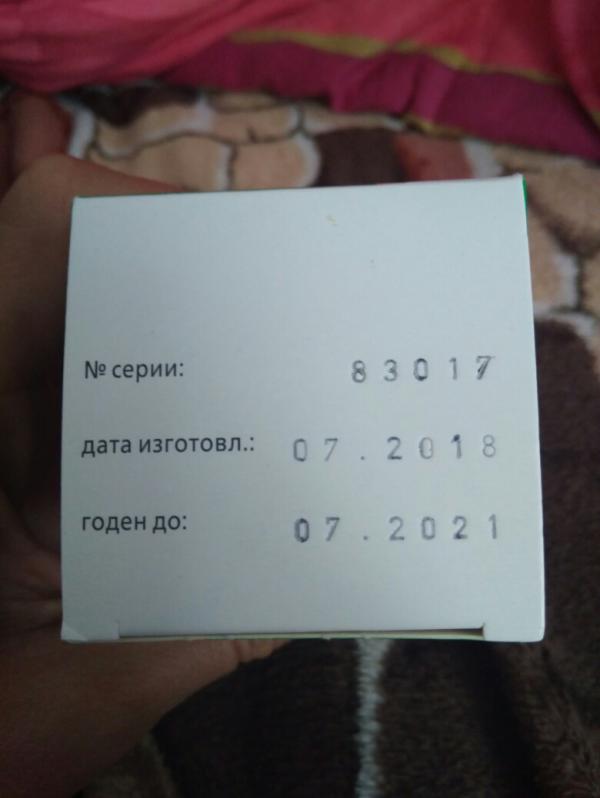 № серии: 83017
дата изготовл.: 07.2018
годен до: 07.2021